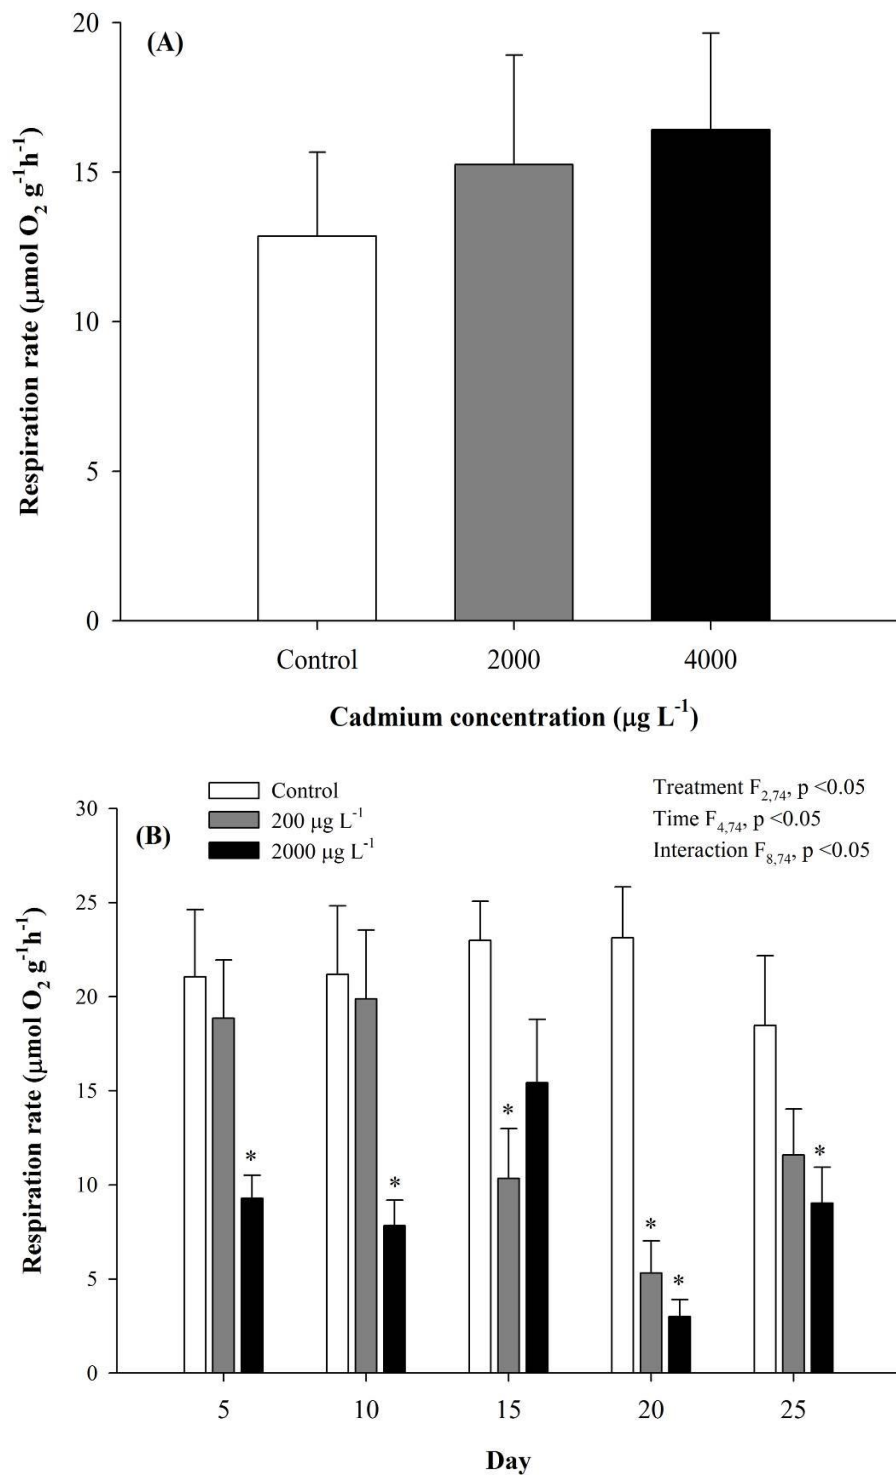 (A)
Respiration rate (μmol O₂ g⁻¹h⁻¹)
20
15
10
5
0
Control 2000 4000
Cadmium concentration (μg L⁻¹)
(B)
Control
200 μg L⁻¹
2000 μg L⁻¹
Treatment F₂,₇₄, p <0.05
Time F₄,₇₄, p <0.05
Interaction F₈,₇₄, p <0.05
Respiration rate (μmol O₂ g⁻¹h⁻¹)
30
25
20
15
10
5
0
* * * * * *
5 10 15 20 25
Day